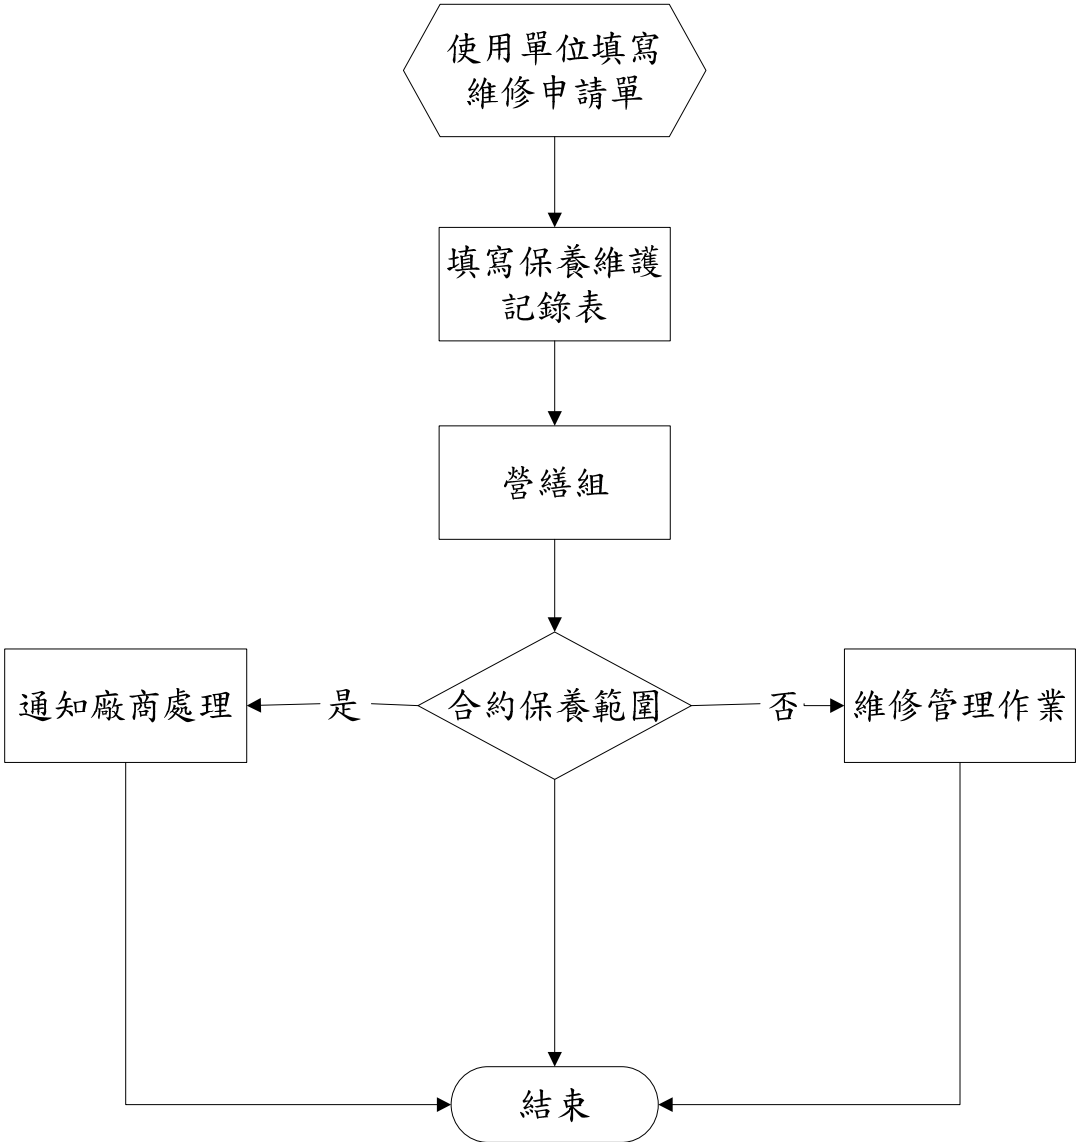 使用單位填寫
維修申請單
填寫保養維護
記錄表
營繕組
通知廠商處理
是
合約保養範圍
否
維修管理作業
結束